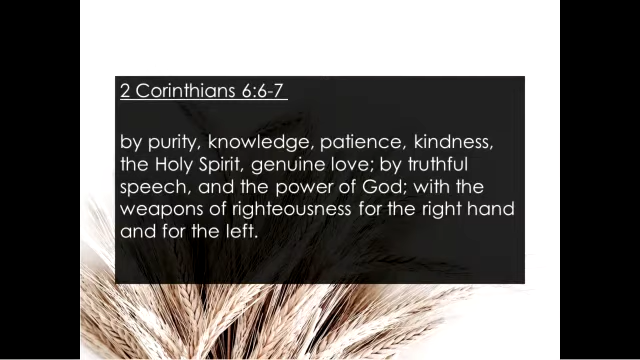 2 Corinthians 6:6-7
by purity, knowledge, patience, kindness,
the Holy Spirit, genuine love; by truthful
speech, and the power of God; with the
weapons of righteousness for the right hand
and for the left.